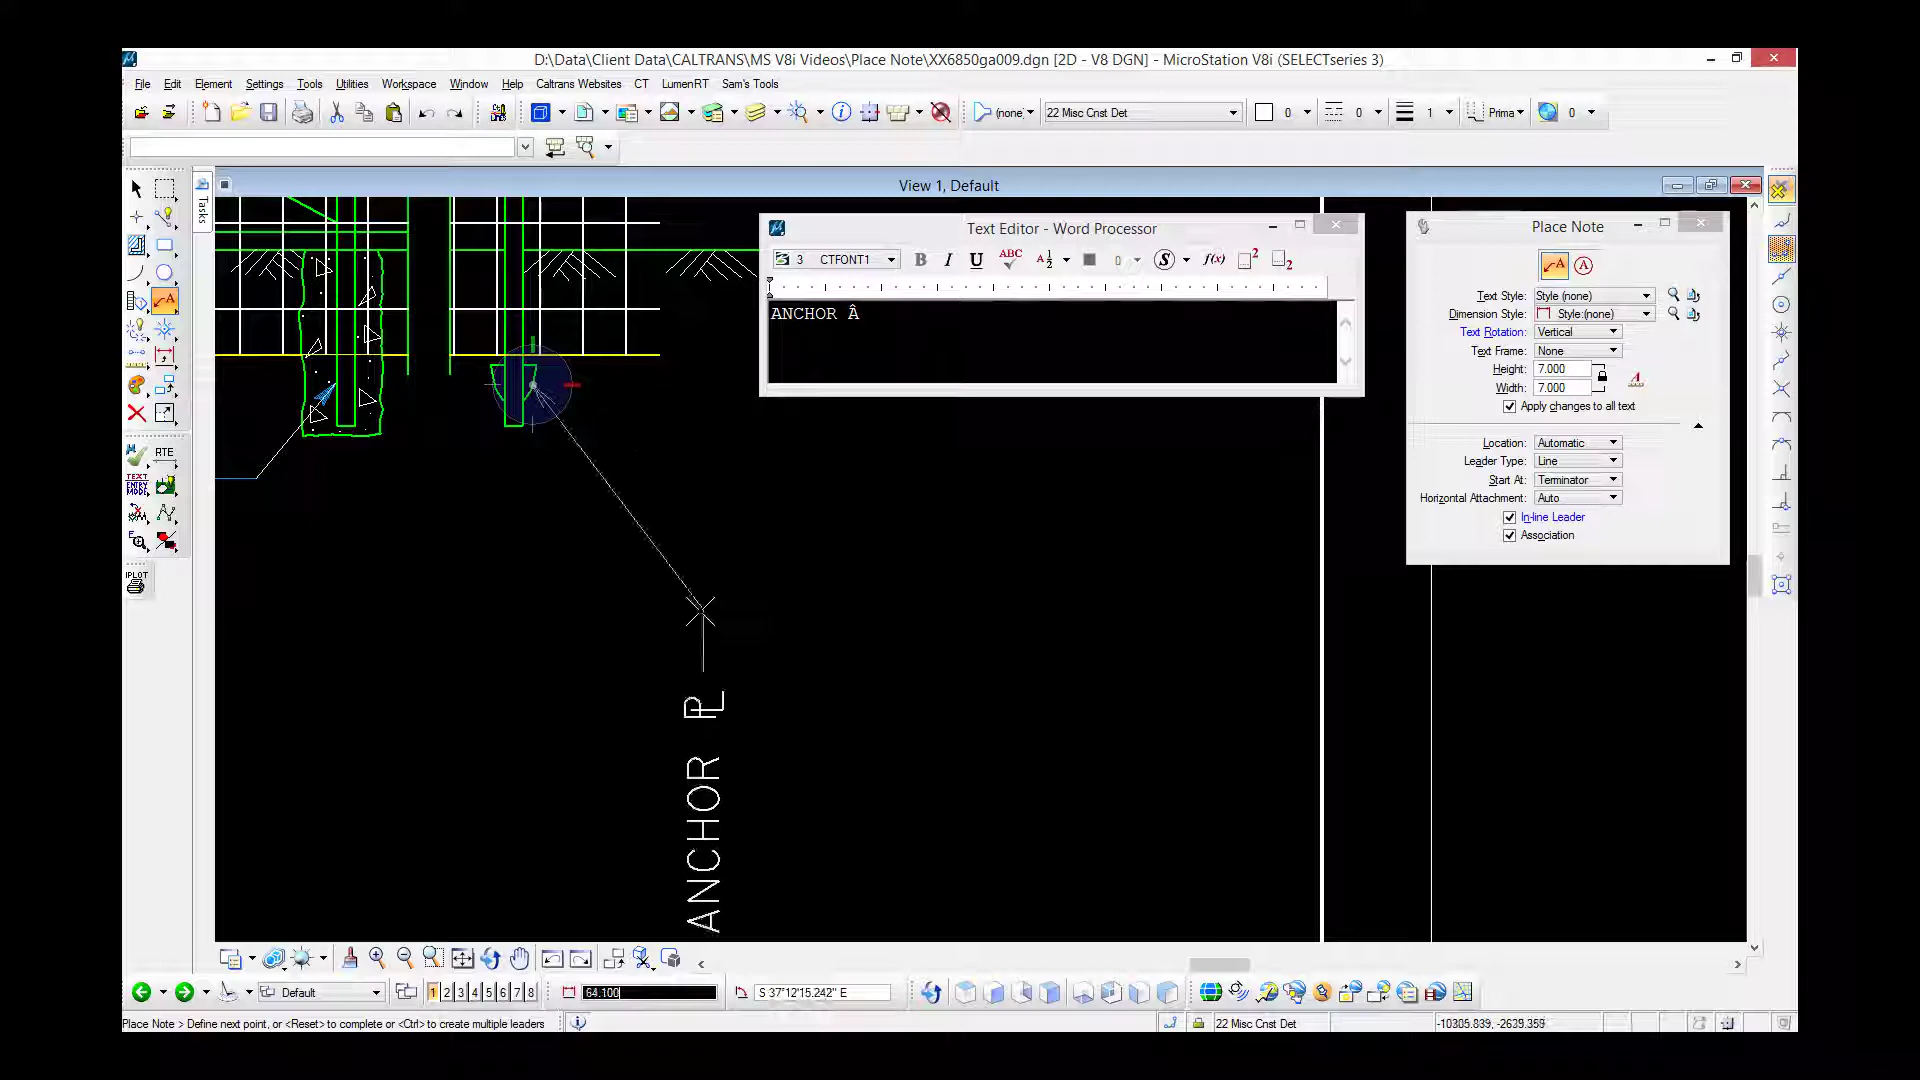 D:\Data\Client Data\CALTRANS\MS V8i Videos\Place Note\XX6850ga009.dgn [2D - V8 DGN] - MicroStation V8i (SELECTseries 3)
File Edit Element Settings Tools Utilities Workspace Window Help Caltrans Websites CT LumenRT Sam's Tools
(none) 22 Misc Cnst Det 0 0 1 Prima 0
Tasks
View 1, Default
Text Editor - Word Processor
3 CTFONT1 B I U ABC 0 S f(x)
ANCHOR Â
Place Note
Text Style: Style (none)
Dimension Style: Style:(none)
Text Rotation: Vertical
Text Frame: None
Height: 7.000
Width: 7.000
Apply changes to all text
Location: Automatic
Leader Type: Line
Start At: Terminator
Horizontal Attachment: Auto
In-line Leader
Association
RTE
TEXT
ENTRY
MODE
IPLOT
ANCHOR PL
Default 1 2 3 4 5 6 7 8 64.100 S 37°12'15.242" E
Place Note > Define next point, or <Reset> to complete or <Ctrl> to create multiple leaders 22 Misc Cnst Det -10305.839, -2639.359